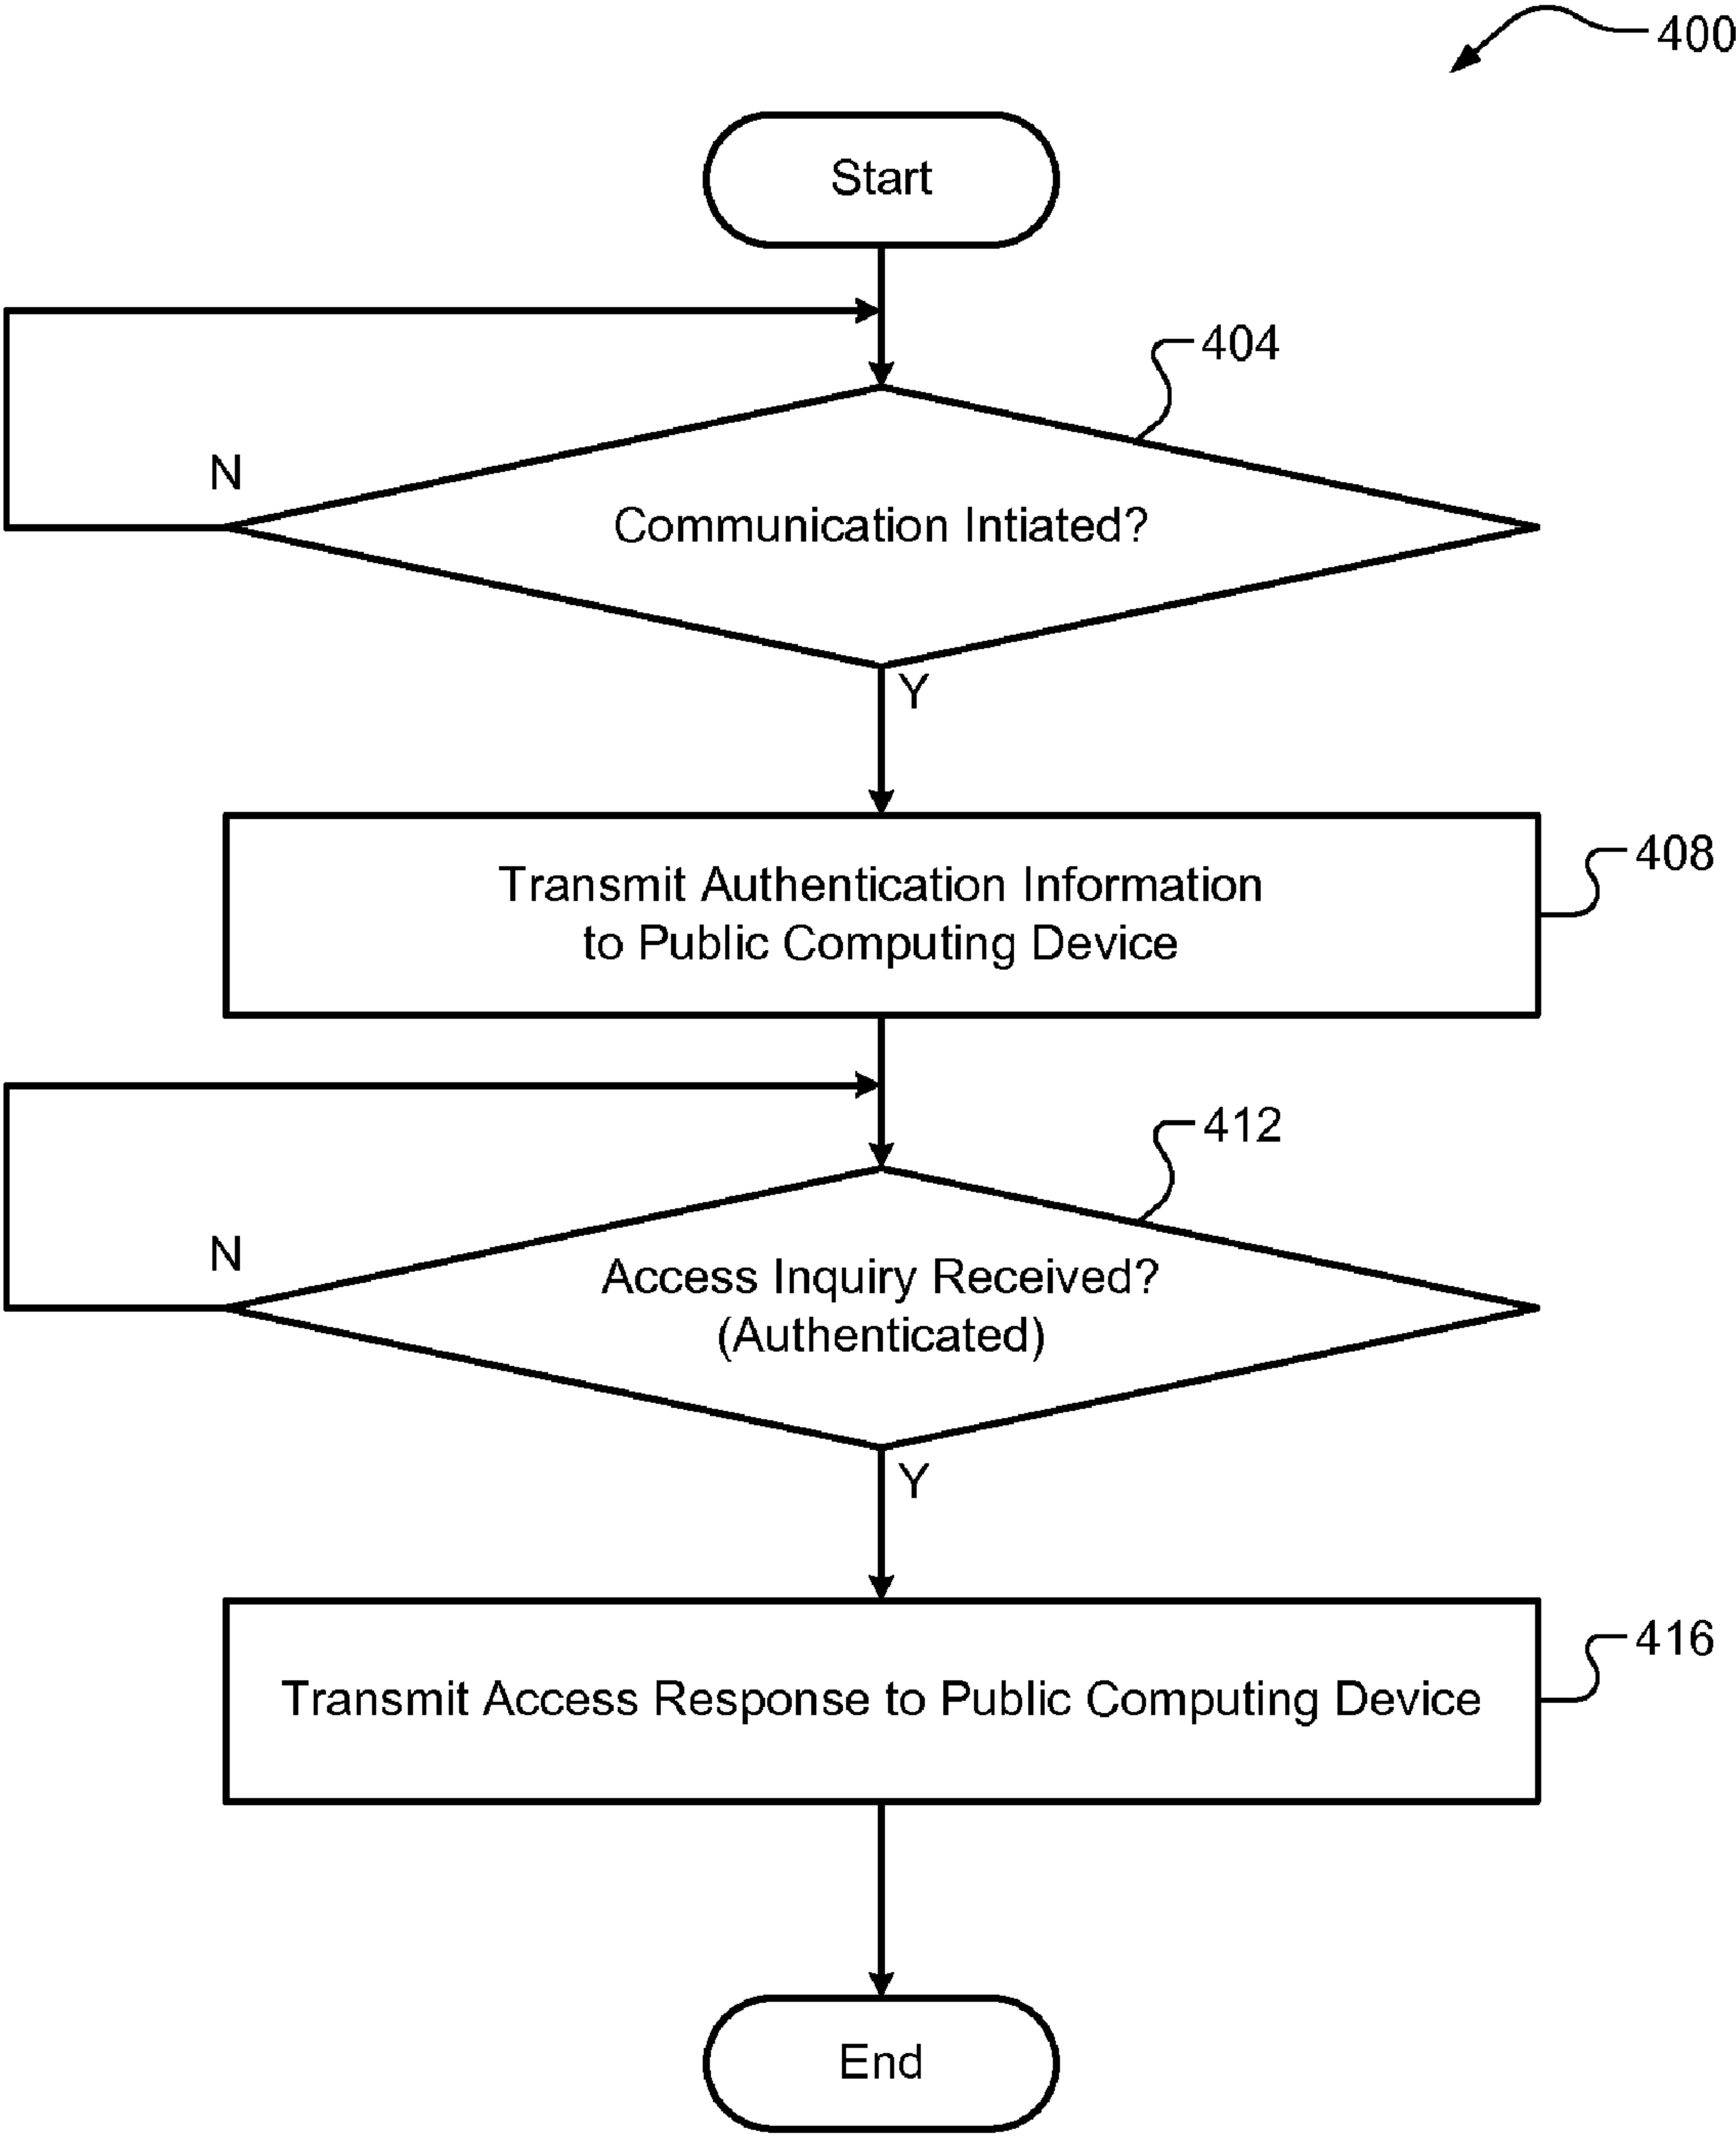 400
Start
404
N
Communication Intiated?
Y
408
Transmit Authentication Information
to Public Computing Device
412
N
Access Inquiry Received?
(Authenticated)
Y
416
Transmit Access Response to Public Computing Device
End